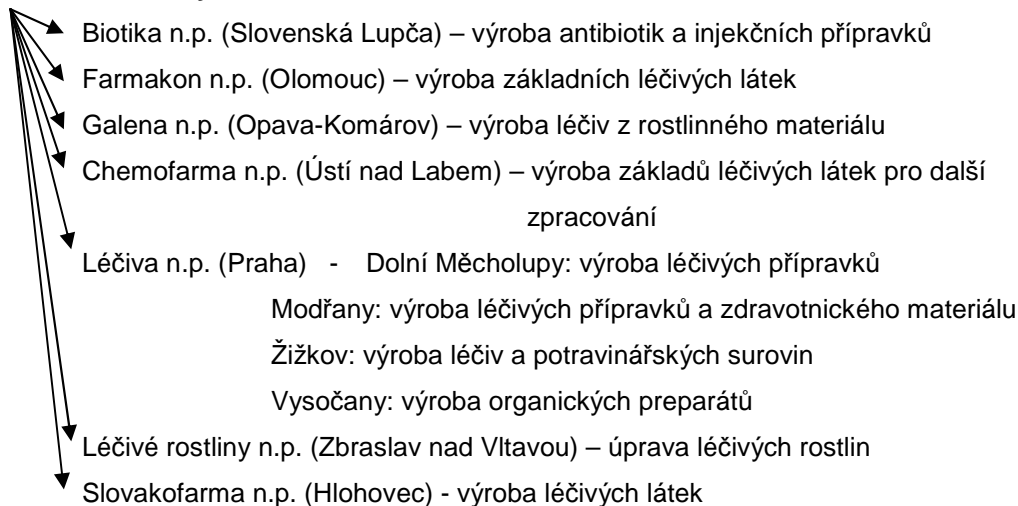 Biotika n.p. (Slovenská Lupča) – výroba antibiotik a injekčních přípravků
Farmakon n.p. (Olomouc) – výroba základních léčivých látek
Galena n.p. (Opava-Komárov) – výroba léčiv z rostlinného materiálu
Chemofarma n.p. (Ústí nad Labem) – výroba základů léčivých látek pro další
zpracování
Léčiva n.p. (Praha) - Dolní Měcholupy: výroba léčivých přípravků
Modřany: výroba léčivých přípravků a zdravotnického materiálu
Žižkov: výroba léčiv a potravinářských surovin
Vysočany: výroba organických preparátů
Léčivé rostliny n.p. (Zbraslav nad Vltavou) – úprava léčivých rostlin
Slovakofarma n.p. (Hlohovec) - výroba léčivých látek